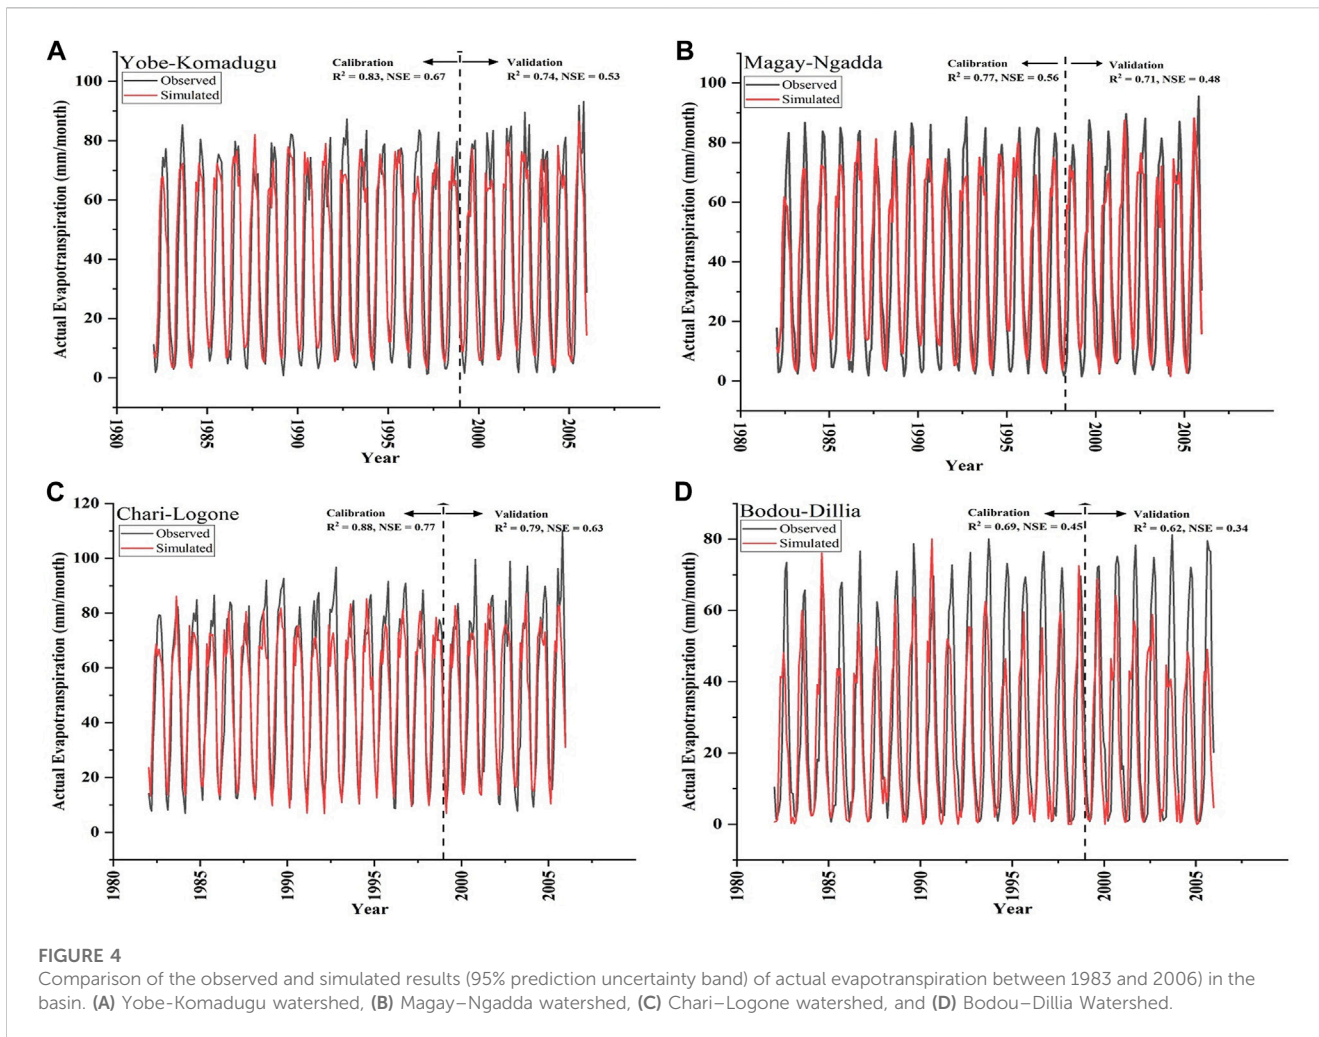 A
Yobe-Komadugu
Observed
Simulated
Calibration
R² = 0.83, NSE = 0.67
Validation
R² = 0.74, NSE = 0.53
Actual Evapotranspiration (mm/month)
100
80
60
40
20
0
1980
1985
1990
1995
2000
2005
Year
B
Magay-Ngadda
Observed
Simulated
Calibration
R² = 0.77, NSE = 0.56
Validation
R² = 0.71, NSE = 0.48
Actual Evapotranspiration (mm/month)
100
80
60
40
20
0
1980
1985
1990
1995
2000
2005
Year
C
Chari-Logone
Observed
Simulated
Calibration
R² = 0.88, NSE = 0.77
Validation
R² = 0.79, NSE = 0.63
Actual Evapotranspiration (mm/month)
120
100
80
60
40
20
0
1980
1985
1990
1995
2000
2005
Year
D
Bodou-Dillia
Observed
Simulated
Calibration
R² = 0.69, NSE = 0.45
Validation
R² = 0.62, NSE = 0.34
Actual Evapotranspiration (mm/month)
80
60
40
20
0
1980
1985
1990
1995
2000
2005
Year
FIGURE 4
Comparison of the observed and simulated results (95% prediction uncertainty band) of actual evapotranspiration between 1983 and 2006) in the
basin. (A) Yobe-Komadugu watershed, (B) Magay–Ngadda watershed, (C) Chari–Logone watershed, and (D) Bodou–Dillia Watershed.